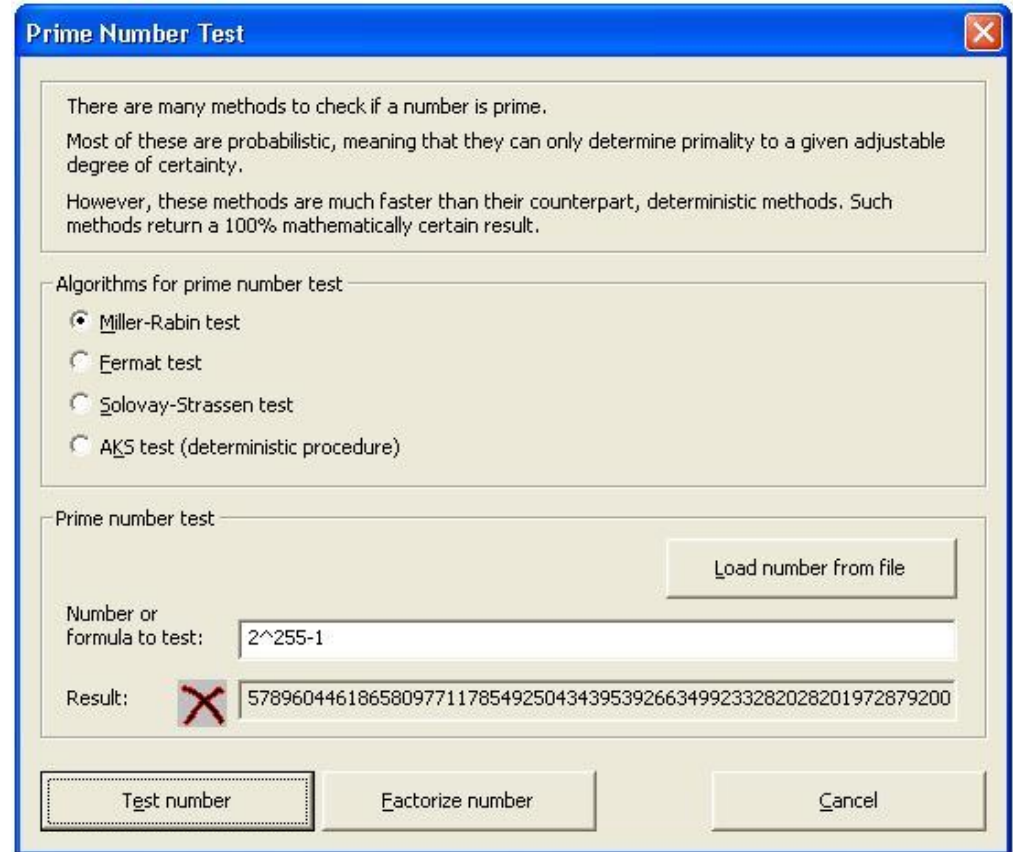 Prime Number Test
There are many methods to check if a number is prime.
Most of these are probabilistic, meaning that they can only determine primality to a given adjustable
degree of certainty.
However, these methods are much faster than their counterpart, deterministic methods. Such
methods return a 100% mathematically certain result.
Algorithms for prime number test
Miller-Rabin test
Fermat test
Solovay-Strassen test
AKS test (deterministic procedure)
Prime number test
Load number from file
Number or
formula to test:
2^255-1
Result:
5789604461865809771178549250434395392663499233282028201972879200
Test number
Factorize number
Cancel